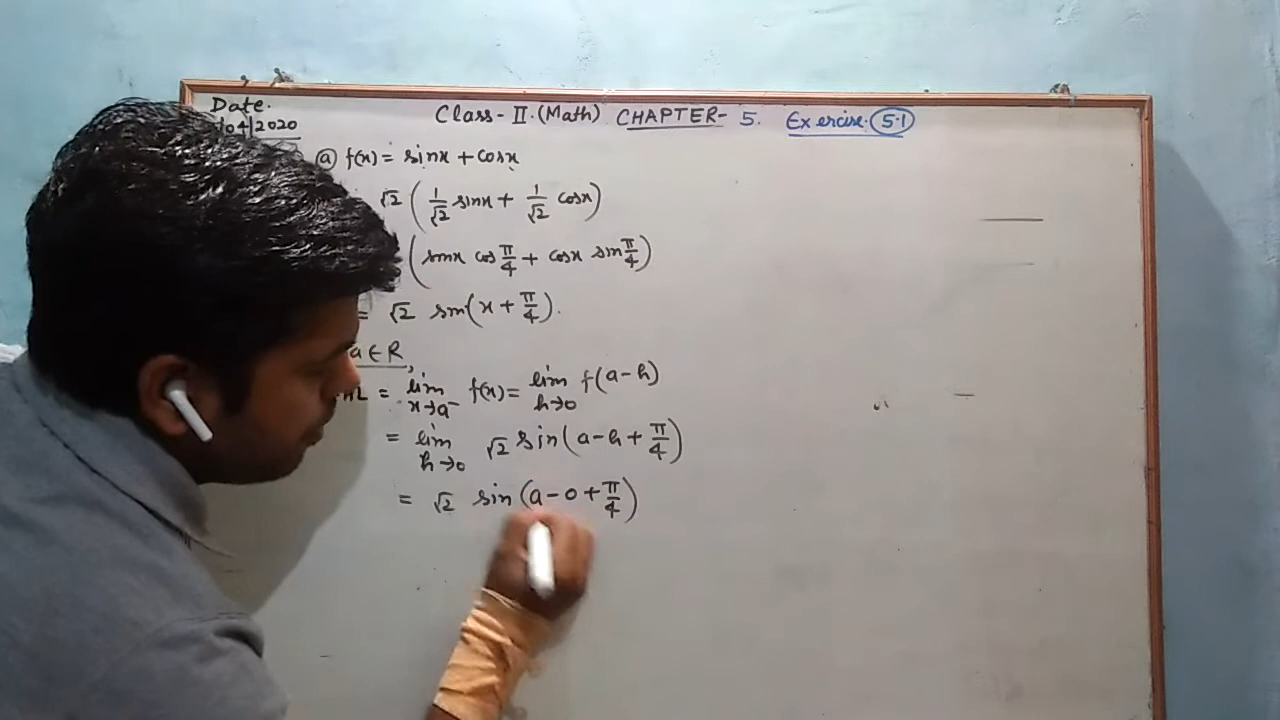 Date.
Class - II. (Math) CHAPTER - 5. Exercise. 5.1
/04/2020
(a) f(x) = sinx + cosx
√2 ( 1/√2 sinx + 1/√2 cosx )
( sinx cos π/4 + cosx sin π/4 )
= √2 sin( x + π/4 ).
a ∈ R,
= lim x→a⁻ f(x) = lim h→0 f(a-h)
= lim h→0 √2 sin( a-h + π/4 )
= √2 sin( a-0 + π/4 )